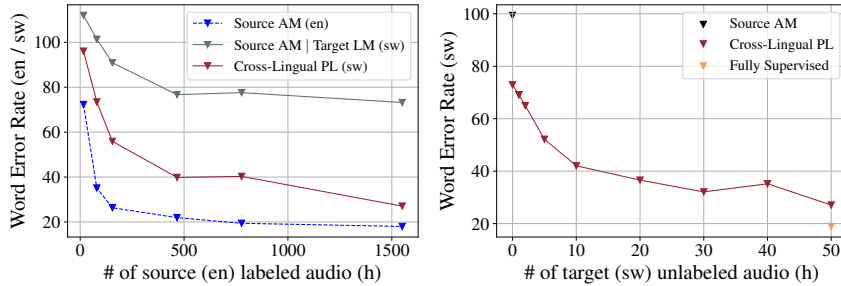 Word Error Rate (en / sw)
100
80
60
40
20
Source AM (en)
Source AM | Target LM (sw)
Cross-Lingual PL (sw)
0
500
1000
1500
# of source (en) labeled audio (h)
Word Error Rate (sw)
100
80
60
40
20
Source AM
Cross-Lingual PL
Fully Supervised
0
10
20
30
40
50
# of target (sw) unlabeled audio (h)